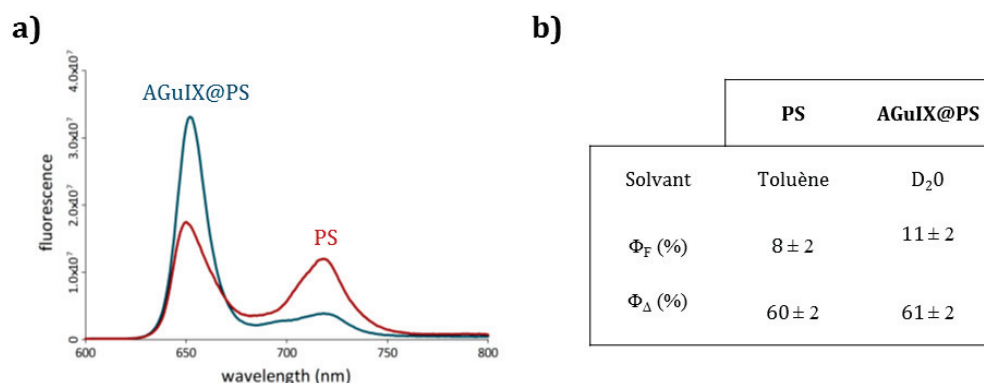 a)
AGuIX@PS
PS
fluorescence
4.0x10⁷
3.0x10⁷
2.0x10⁷
1.0x10⁷
0
600
650
700
750
800
wavelength (nm)
b)
PS AGuIX@PS
Solvant Toluène D₂0
Φ_F (%) 8 ± 2 11 ± 2
Φ_Δ (%) 60 ± 2 61 ± 2